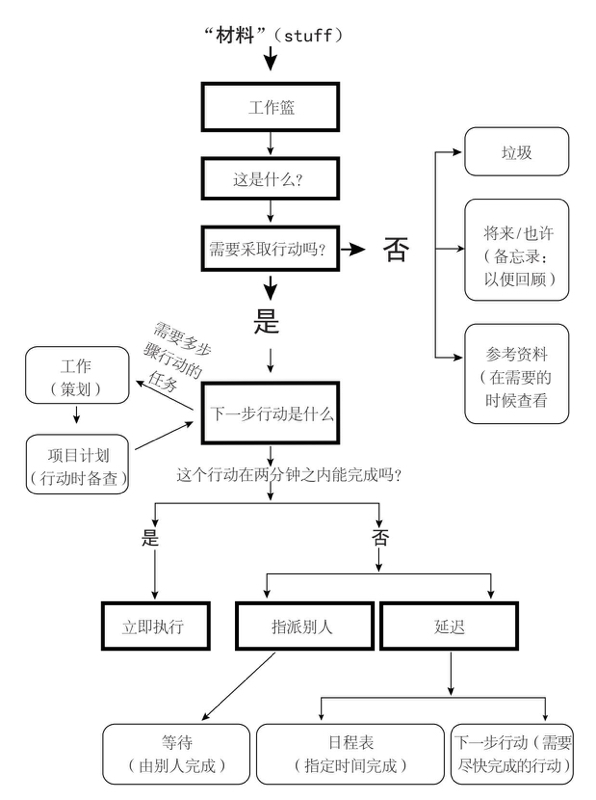 “材料”（stuff）
工作篮
这是什么？
需要采取行动吗？
否
垃圾
将来/也许
（备忘录；
以便回顾）
参考资料
（在需要的
时候查看
是
需要多步
骤行动的
任务
工作
（策划）
项目计划
（行动时备查）
下一步行动是什么
这个行动在两分钟之内能完成吗？
是
否
立即执行
指派别人
延迟
等待
（由别人完成）
日程表
（指定时间完成）
下一步行动（需要
尽快完成的行动）